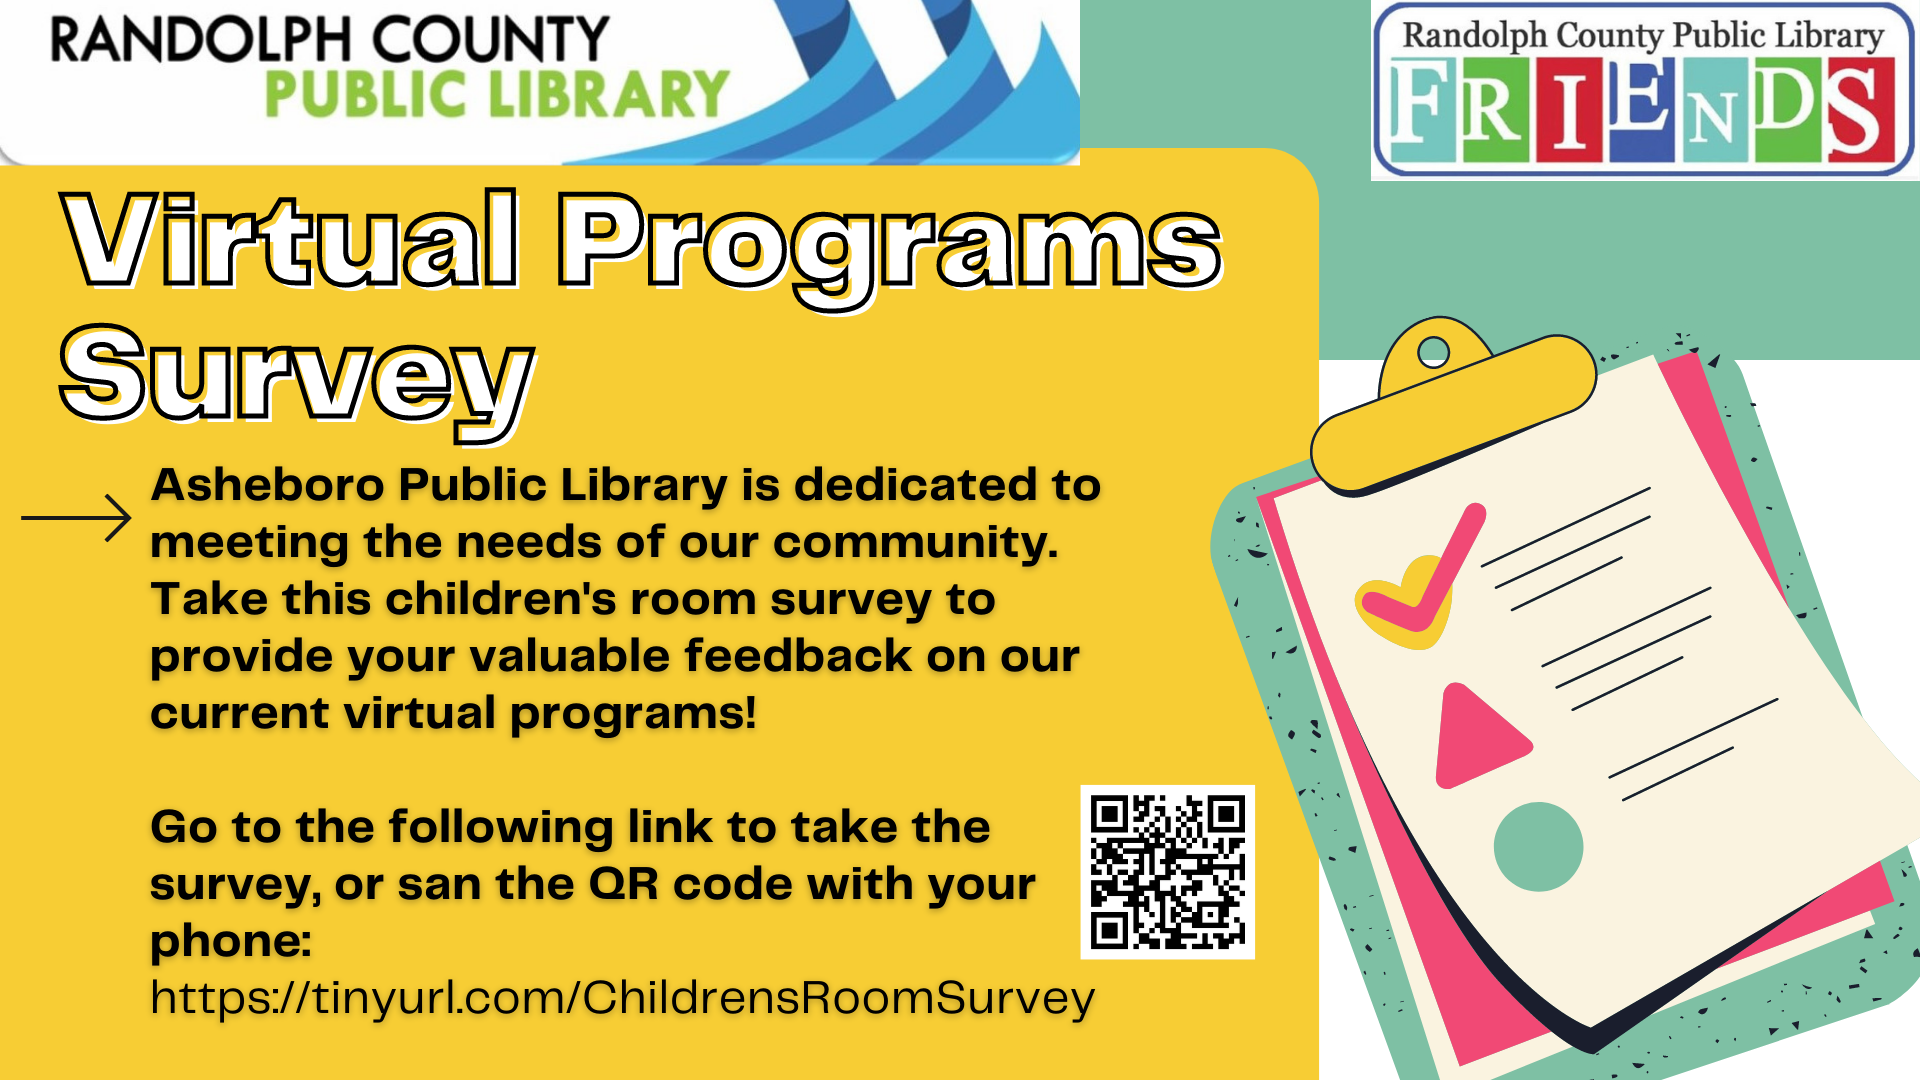 RANDOLPH COUNTY
PUBLIC LIBRARY
Randolph County Public Library
FRIENDS
Virtual Programs
Survey
Asheboro Public Library is dedicated to
meeting the needs of our community.
Take this children's room survey to
provide your valuable feedback on our
current virtual programs!
Go to the following link to take the
survey, or san the QR code with your
phone:
https://tinyurl.com/ChildrensRoomSurvey